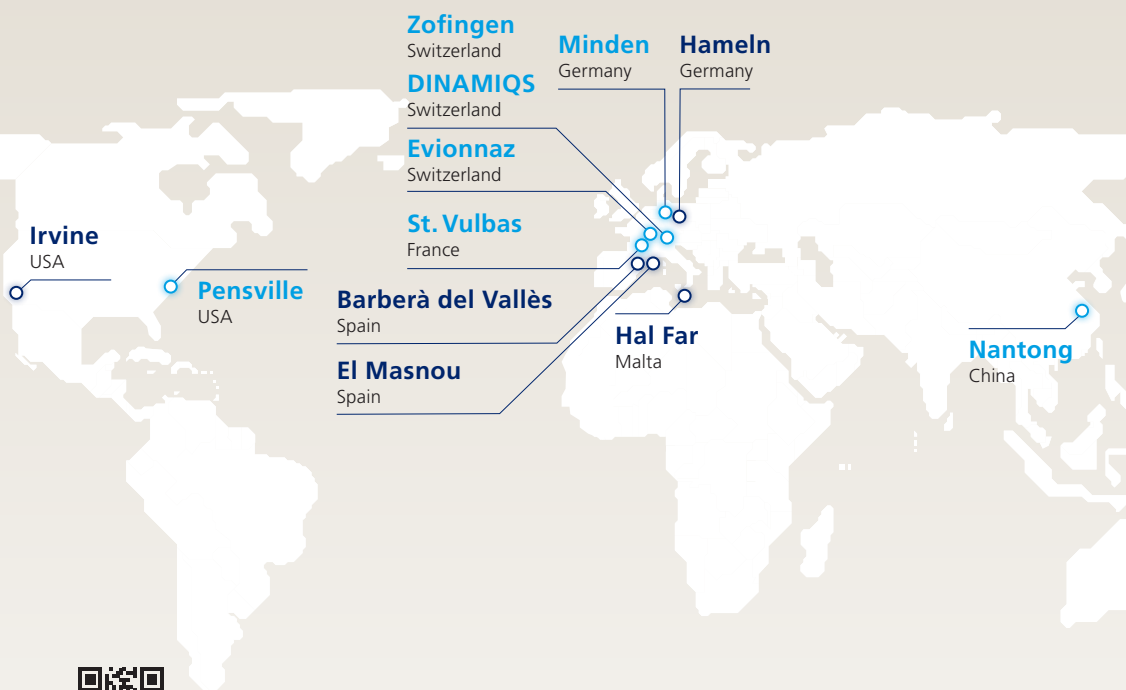 Zofingen
Switzerland
DINAMIQS
Switzerland
Evionnaz
Switzerland
St. Vulbas
France
Minden
Germany
Hameln
Germany
Irvine
USA
Pensville
USA
Barberà del Vallès
Spain
El Masnou
Spain
Hal Far
Malta
Nantong
China